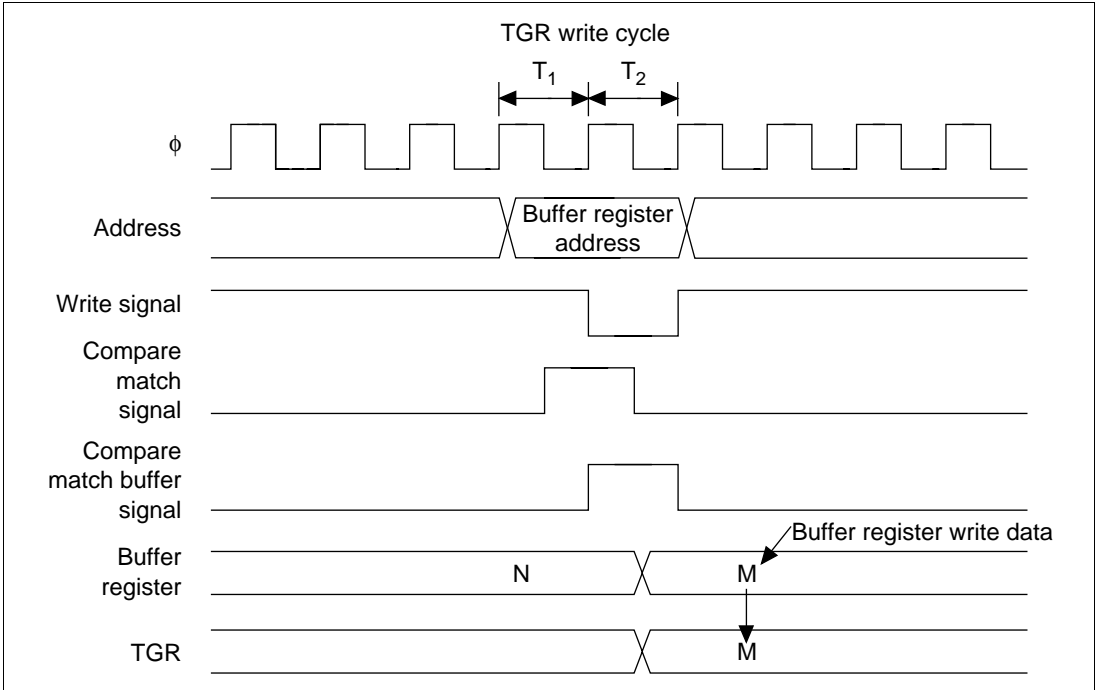 TGR write cycle
T1 T2
ϕ
Address
Buffer register
address
Write signal
Compare
match
signal
Compare
match buffer
signal
Buffer register write data
Buffer
register
N M
TGR
M